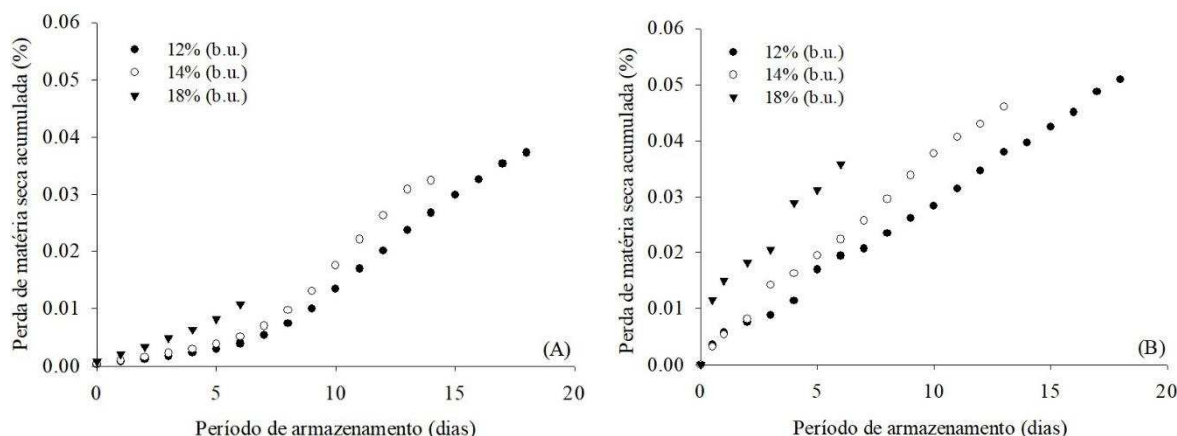 0.06
0.05
0.04
0.03
0.02
0.01
0.00
Perda de matéria seca acumulada (%)
12% (b.u.)
14% (b.u.)
18% (b.u.)
(A)
0 5 10 15 20
Período de armazenamento (dias)
0.06
0.05
0.04
0.03
0.02
0.01
0.00
Perda de matéria seca acumulada (%)
12% (b.u.)
14% (b.u.)
18% (b.u.)
(B)
0 5 10 15 20
Período de armazenamento (dias)